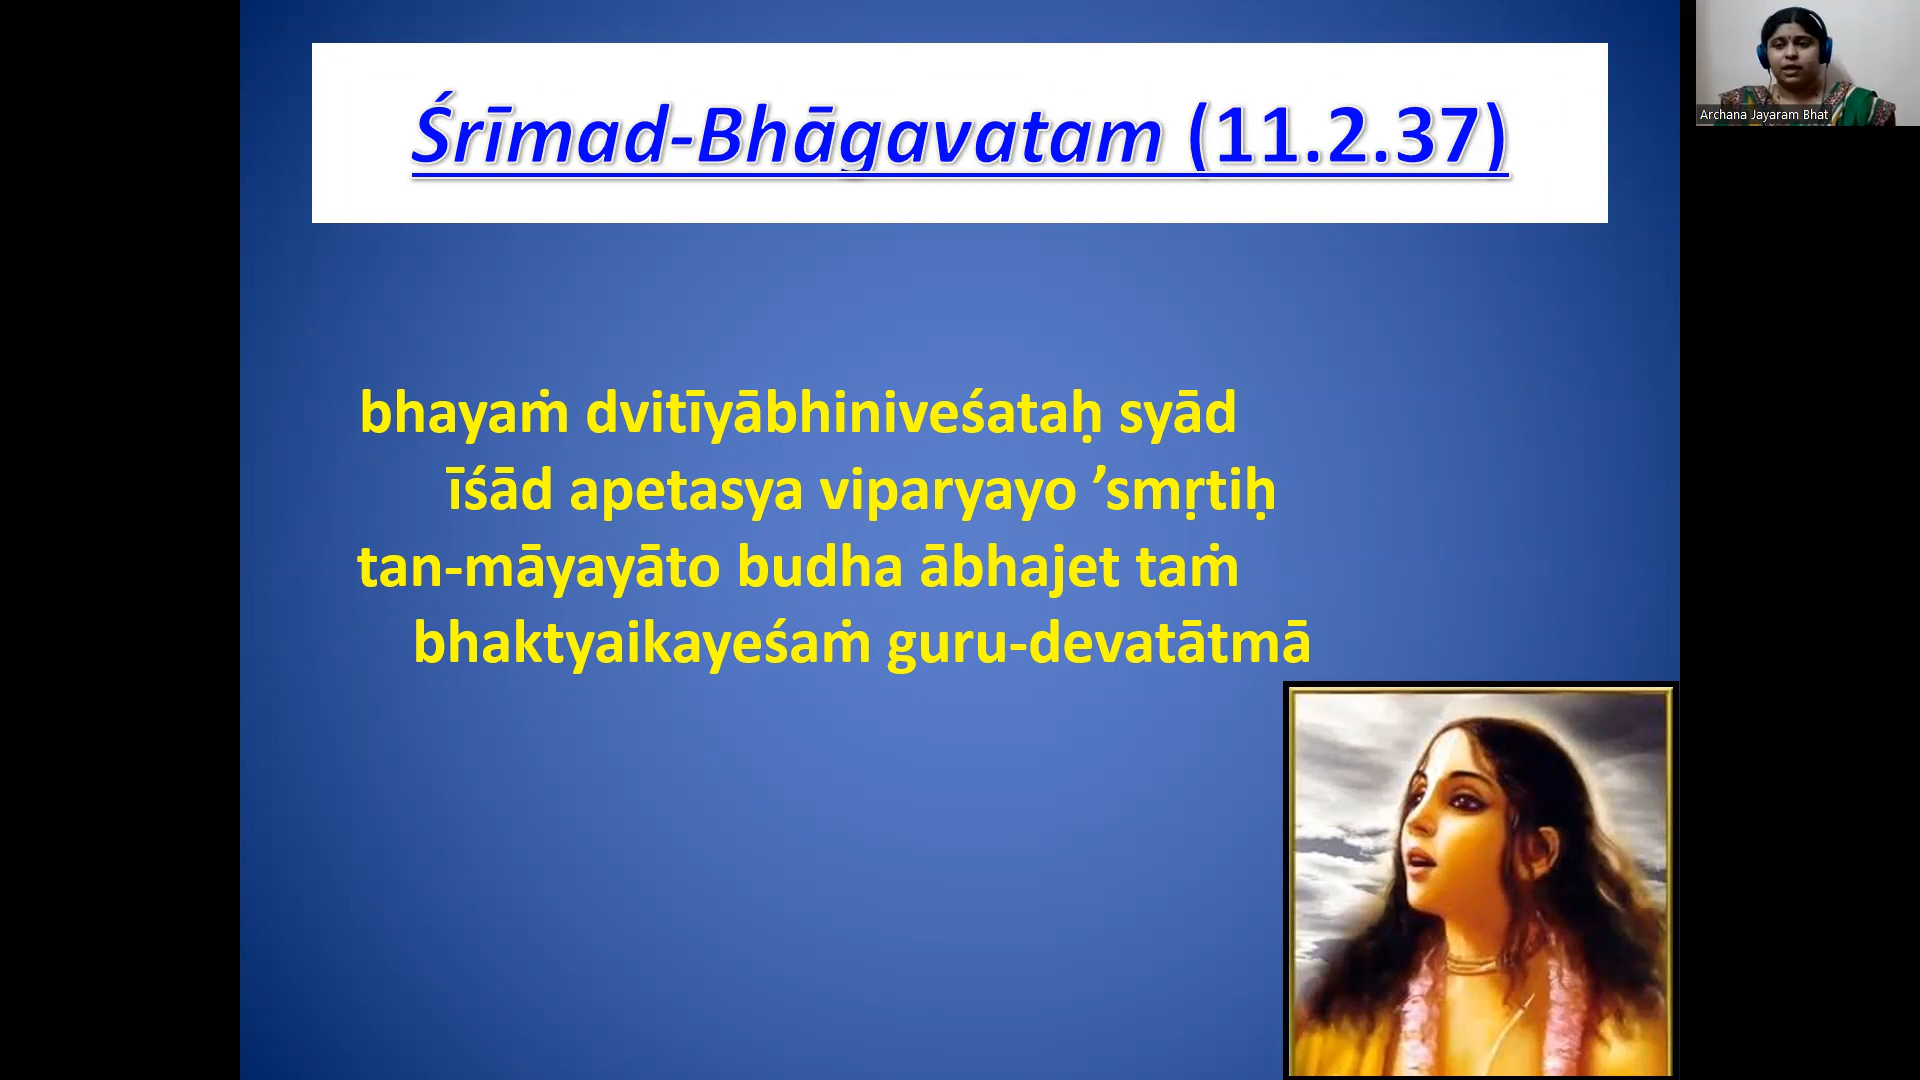 Śrīmad-Bhāgavatam (11.2.37)
bhayaṁ dvitīyābhiniveśataḥ syād
īśād apetasya viparyayo ’smṛtiḥ
tan-māyayāto budha ābhajet taṁ
bhaktyaikayeśaṁ guru-devatātmā
Archana Jayaram Bhat